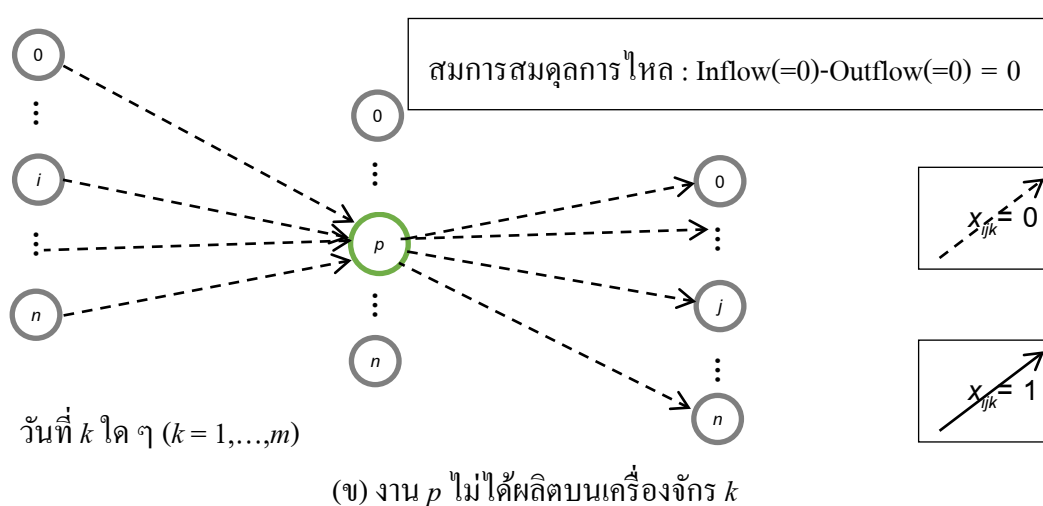 0
สมการสมดุลการไหล : Inflow(=0)-Outflow(=0) = 0
0
i
0
x_ijk = 0
p
n
j
n
x_ijk = 1
n
วันที่ k ใด ๆ (k = 1,…,m)
(ข) งาน p ไม่ได้ผลิตบนเครื่องจักร k